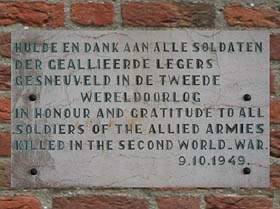 HULDE EN DANK AAN ALLE SOLDATEN
DER GEALLIEERDE LEGERS
GESNEUVELD IN DE TWEEDE
WERELDOORLOG
IN HONOUR AND GRATITUDE TO ALL
SOLDIERS OF THE ALLIED ARMIES
KILLED IN THE SECOND WORLD-WAR.
9.10.1949.